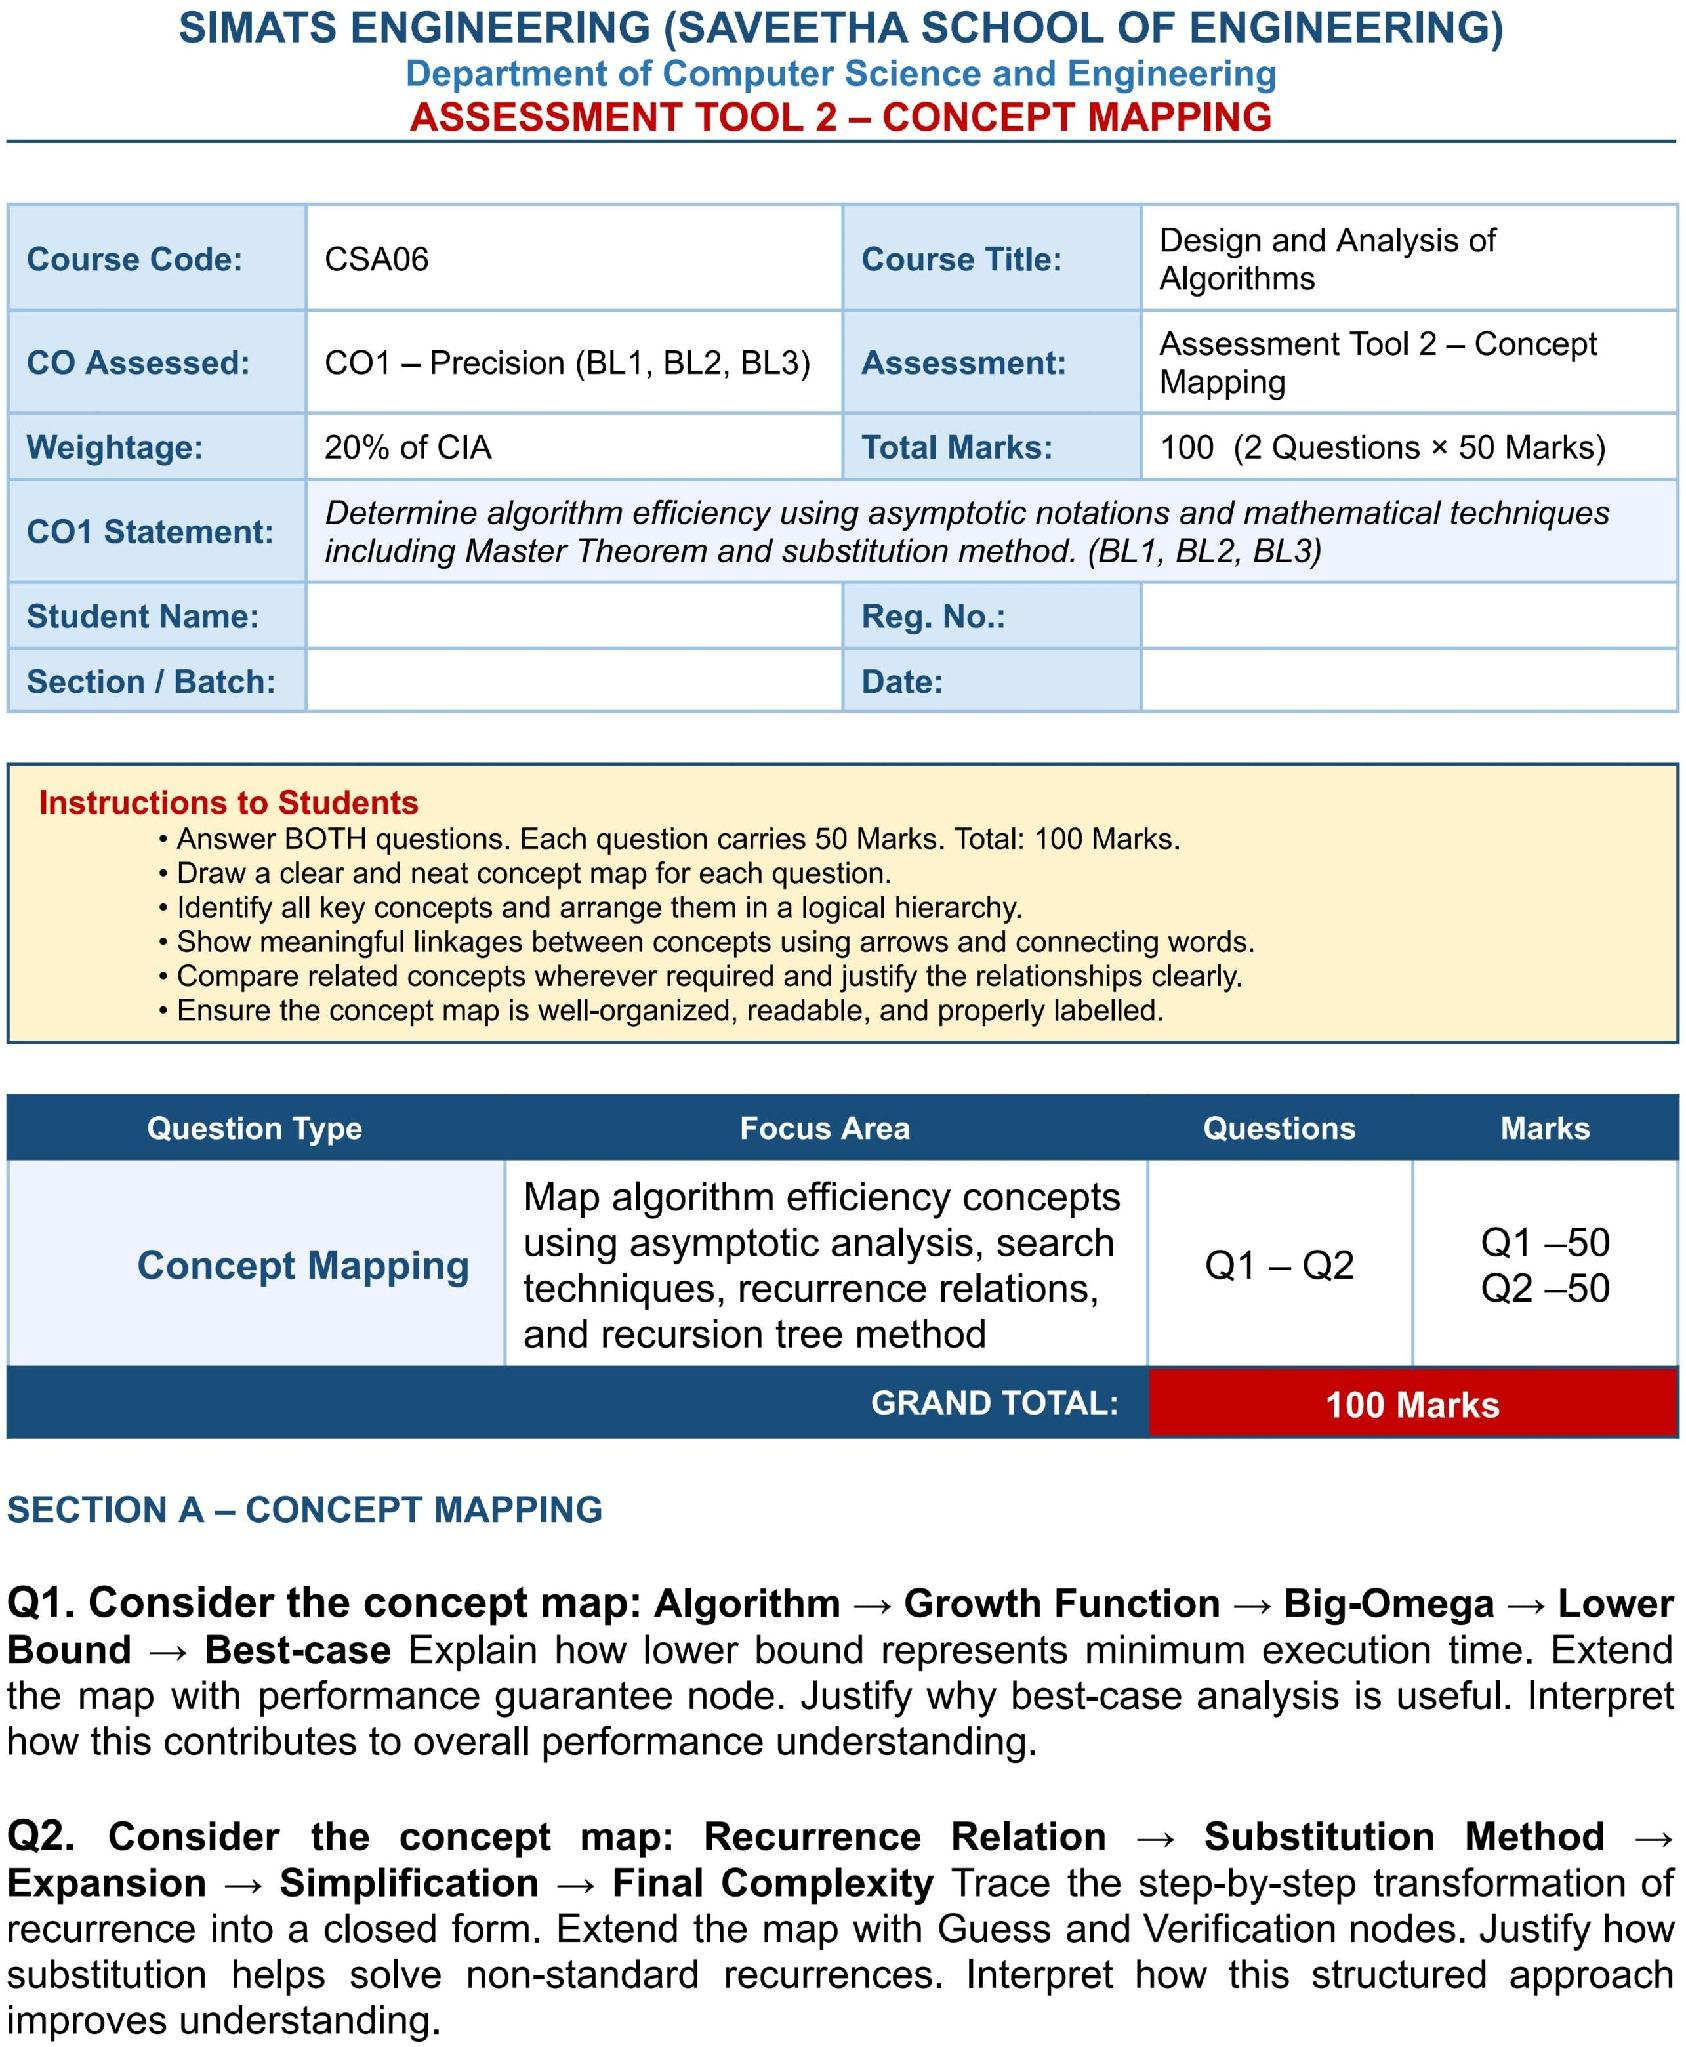 SIMATS ENGINEERING (SAVEETHA SCHOOL OF ENGINEERING)
Department of Computer Science and Engineering
ASSESSMENT TOOL 2 – CONCEPT MAPPING
Course Code: CSA06 Course Title: Design and Analysis of
Algorithms
CO Assessed: CO1 – Precision (BL1, BL2, BL3) Assessment: Assessment Tool 2 – Concept
Mapping
Weightage: 20% of CIA Total Marks: 100 (2 Questions × 50 Marks)
CO1 Statement: Determine algorithm efficiency using asymptotic notations and mathematical techniques
including Master Theorem and substitution method. (BL1, BL2, BL3)
Student Name: Reg. No.:
Section / Batch: Date:
Instructions to Students
• Answer BOTH questions. Each question carries 50 Marks. Total: 100 Marks.
• Draw a clear and neat concept map for each question.
• Identify all key concepts and arrange them in a logical hierarchy.
• Show meaningful linkages between concepts using arrows and connecting words.
• Compare related concepts wherever required and justify the relationships clearly.
• Ensure the concept map is well-organized, readable, and properly labelled.
Question Type Focus Area Questions Marks
Concept Mapping
Map algorithm efficiency concepts
using asymptotic analysis, search
techniques, recurrence relations,
and recursion tree method
Q1 – Q2
Q1 –50
Q2 –50
GRAND TOTAL: 100 Marks
SECTION A – CONCEPT MAPPING
Q1. Consider the concept map: Algorithm → Growth Function → Big-Omega → Lower
Bound → Best-case Explain how lower bound represents minimum execution time. Extend
the map with performance guarantee node. Justify why best-case analysis is useful. Interpret
how this contributes to overall performance understanding.
Q2. Consider the concept map: Recurrence Relation → Substitution Method →
Expansion → Simplification → Final Complexity Trace the step-by-step transformation of
recurrence into a closed form. Extend the map with Guess and Verification nodes. Justify how
substitution helps solve non-standard recurrences. Interpret how this structured approach
improves understanding.